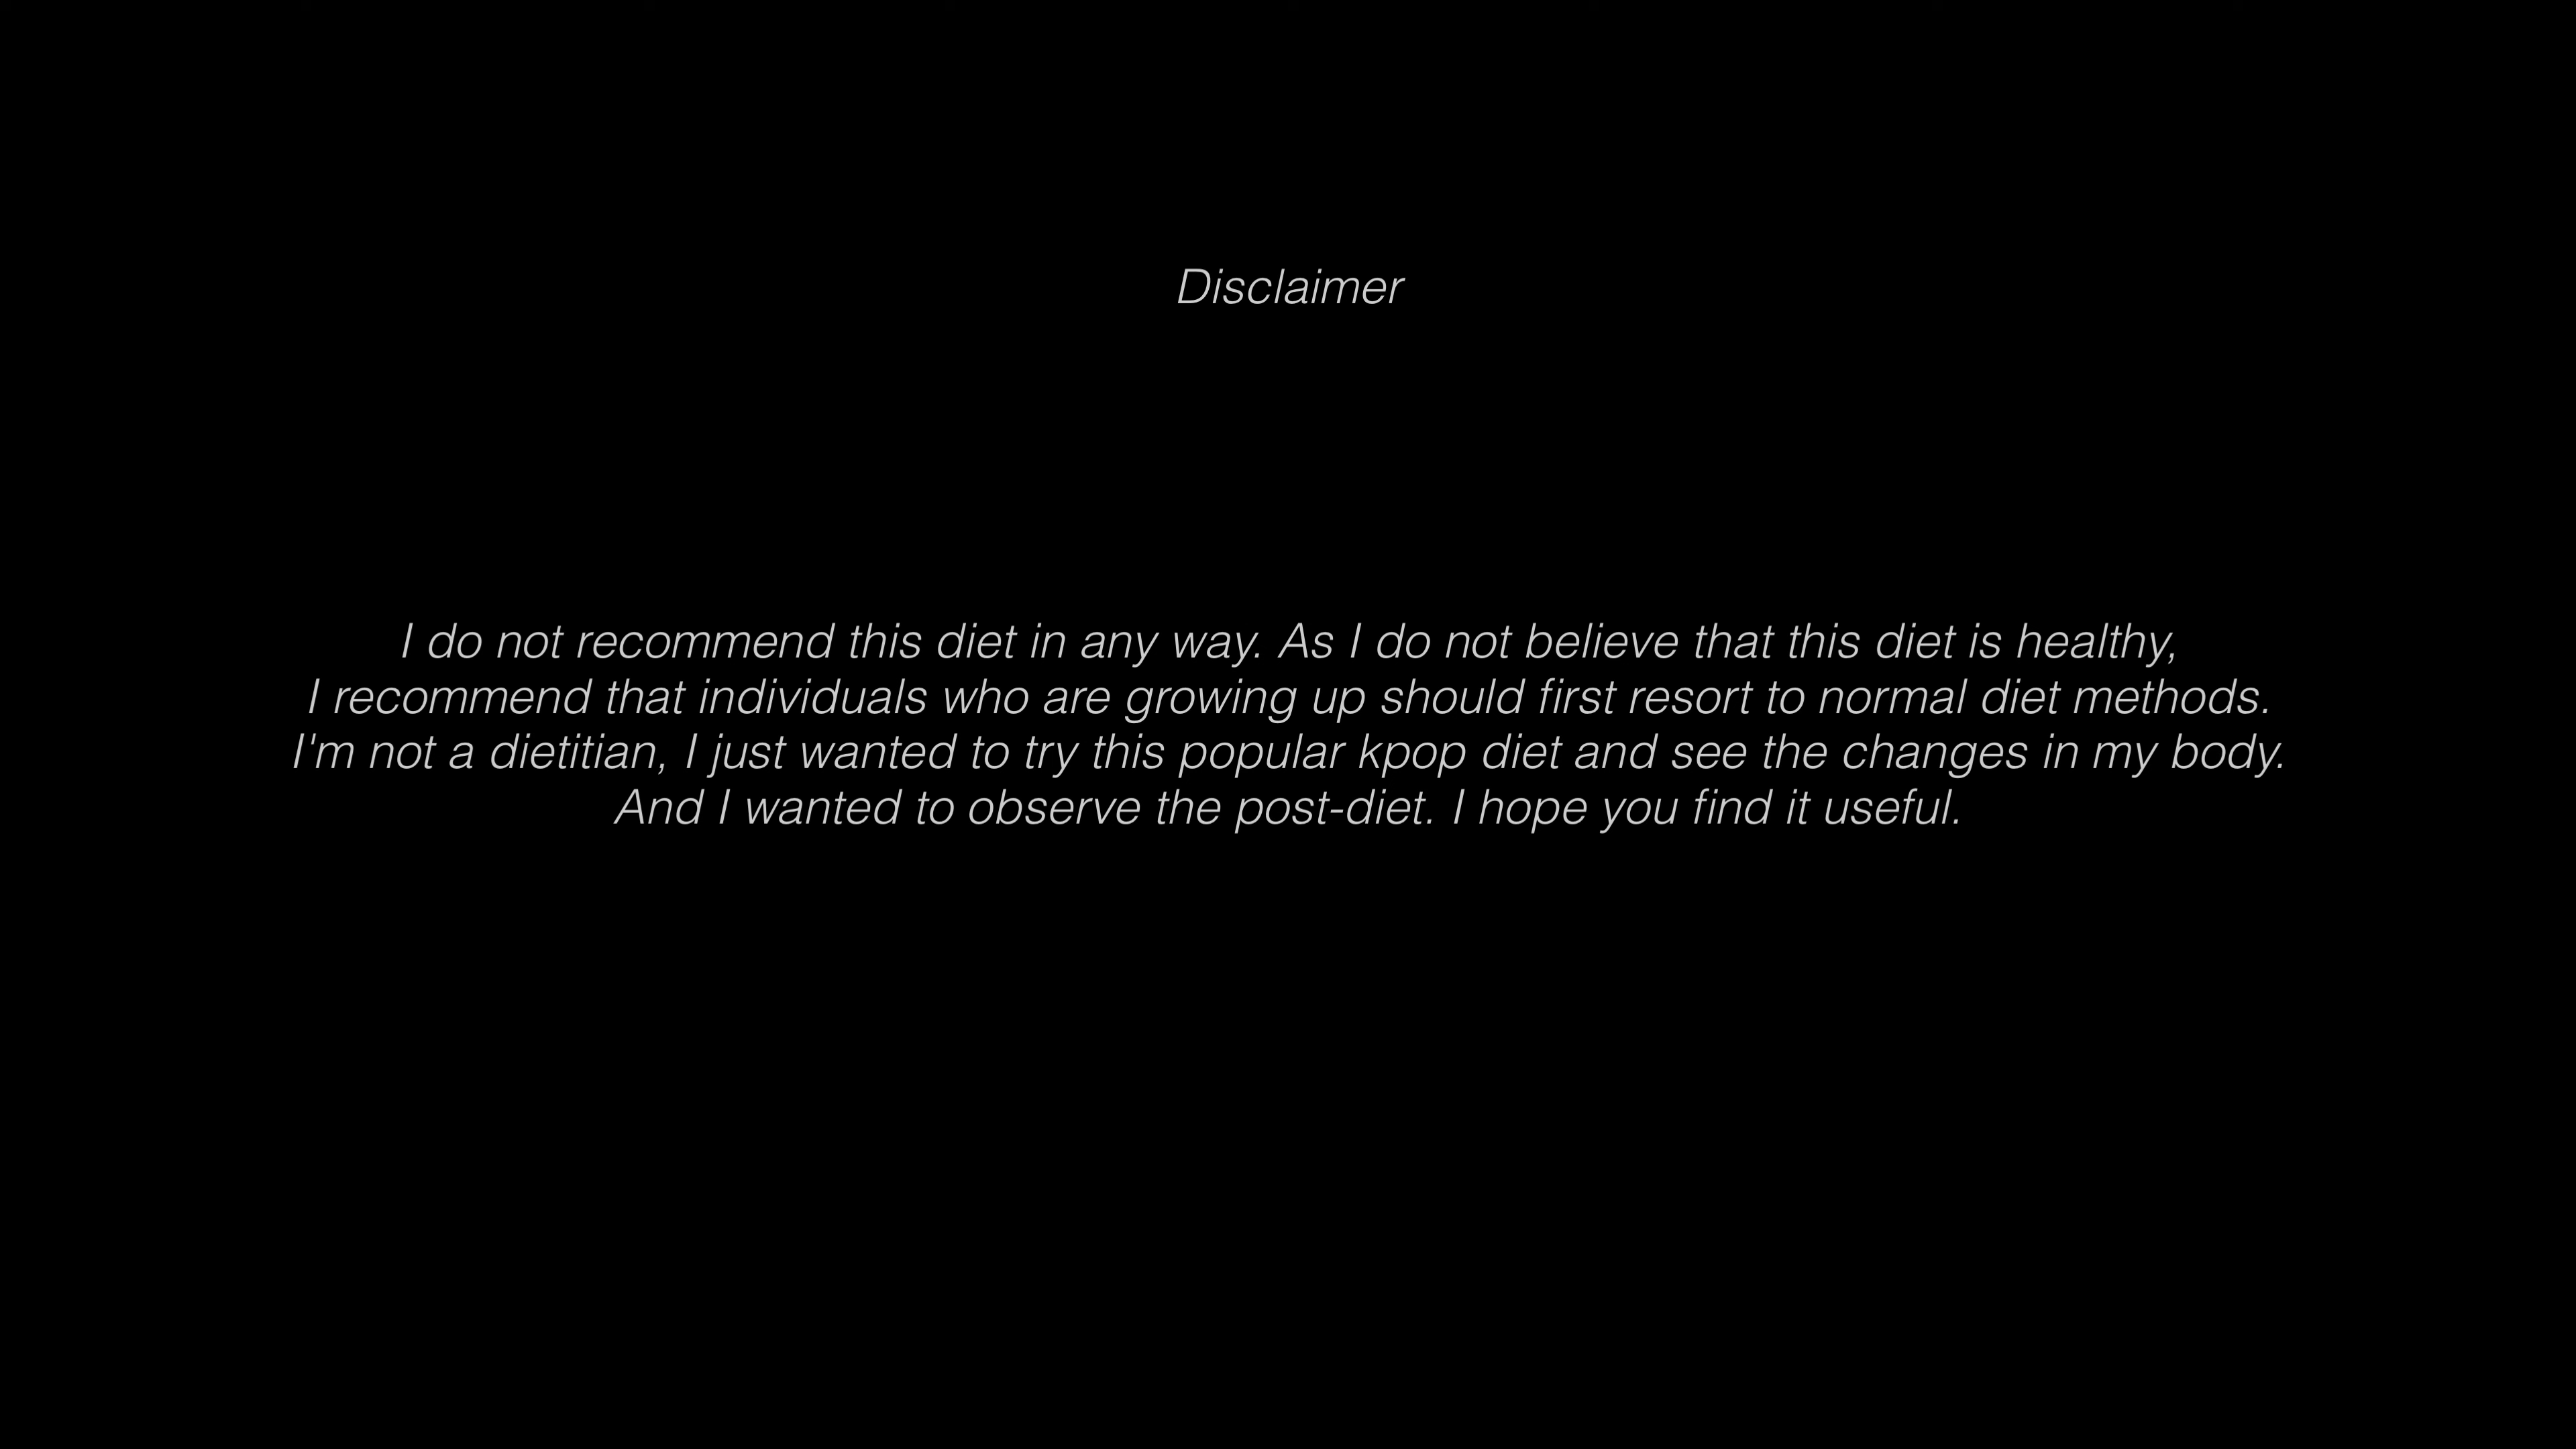 Disclaimer
I do not recommend this diet in any way. As I do not believe that this diet is healthy,
I recommend that individuals who are growing up should first resort to normal diet methods.
I'm not a dietitian, I just wanted to try this popular kpop diet and see the changes in my body.
And I wanted to observe the post-diet. I hope you find it useful.